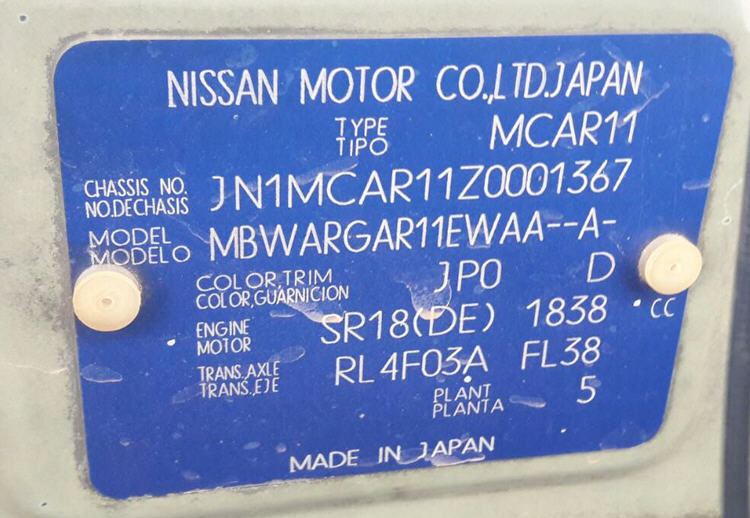 NISSAN MOTOR CO.,LTD.JAPAN
TYPE
TIPO MCAR11
CHASSIS NO.
NO.DECHASIS JN1MCAR11Z0001367
MODEL
MODELO MBWARGAR11EWAA--A-
COLOR,TRIM
COLOR,GUARNICION JP0 D
ENGINE
MOTOR SR18(DE) 1838 CC
TRANS.,AXLE
TRANS.,EJE RL4F03A FL38
PLANT
PLANTA 5
MADE IN JAPAN